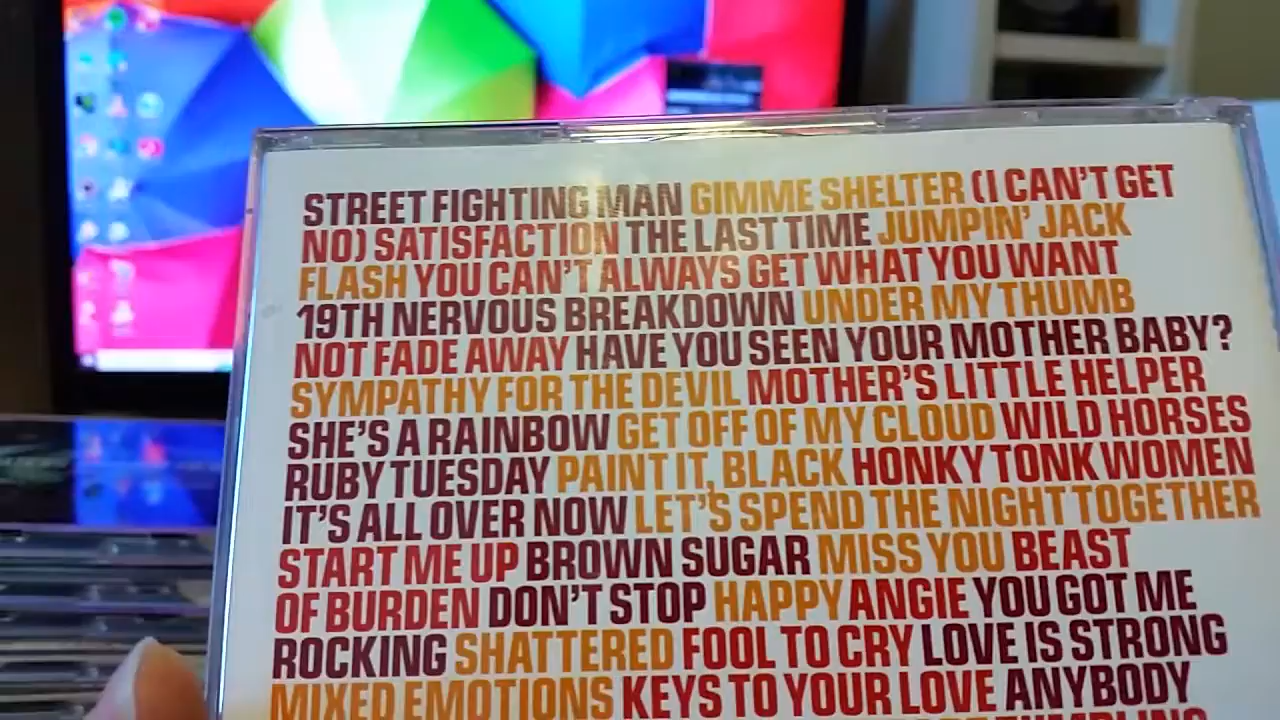 STREET FIGHTING MAN GIMME SHELTER (I CAN'T GET
NO) SATISFACTION THE LAST TIME JUMPIN' JACK
FLASH YOU CAN'T ALWAYS GET WHAT YOU WANT
19TH NERVOUS BREAKDOWN UNDER MY THUMB
NOT FADE AWAY HAVE YOU SEEN YOUR MOTHER BABY?
SYMPATHY FOR THE DEVIL MOTHER'S LITTLE HELPER
SHE'S A RAINBOW GET OFF OF MY CLOUD WILD HORSES
RUBY TUESDAY PAINT IT, BLACK HONKY TONK WOMEN
IT'S ALL OVER NOW LET'S SPEND THE NIGHT TOGETHER
START ME UP BROWN SUGAR MISS YOU BEAST
OF BURDEN DON'T STOP HAPPY ANGIE YOU GOT ME
ROCKING SHATTERED FOOL TO CRY LOVE IS STRONG
MIXED EMOTIONS KEYS TO YOUR LOVE ANYBODY